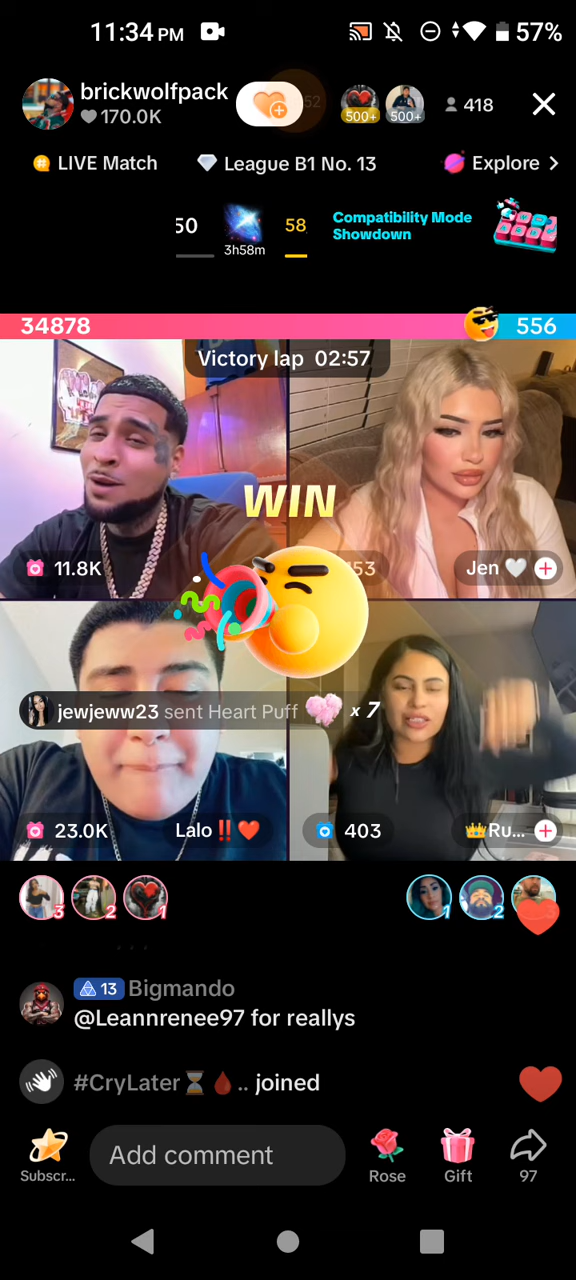 11:34 PM
57%
brickwolfpack
170.0K
500+
500+
418
LIVE Match
League B1 No. 13
Explore
50
3h58m
58
Compatibility Mode
Showdown
34878
556
Victory lap 02:57
WIN
11.8K
Jen 🤍
jewjeww23 sent Heart Puff x 7
23.0K
Lalo‼️❤️
403
👑Ru...
3
2
1
1
2
13 Bigmando
@Leannrenee97 for reallys
#CryLater⏳🩸.. joined
Subscr...
Add comment
Rose
Gift
97